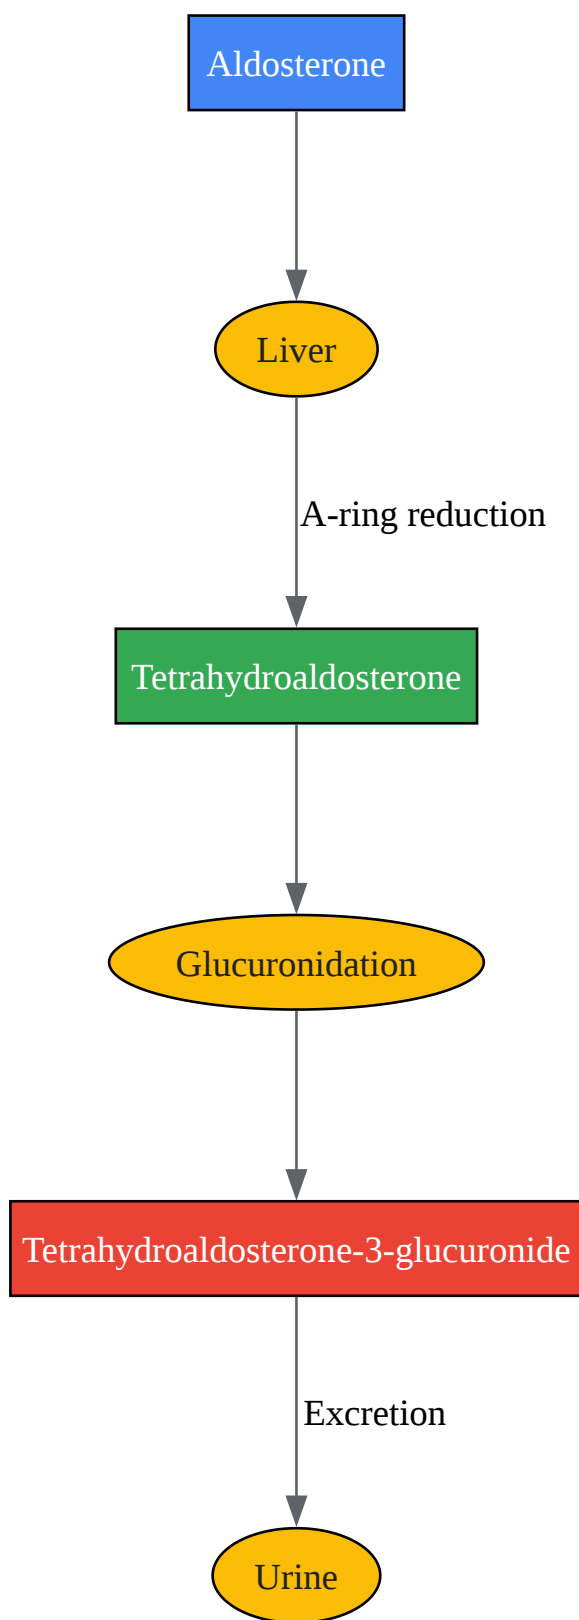 Aldosterone
Liver
A-ring reduction
Tetrahydroaldosterone
Glucuronidation
Tetrahydroaldosterone-3-glucuronide
Excretion
Urine